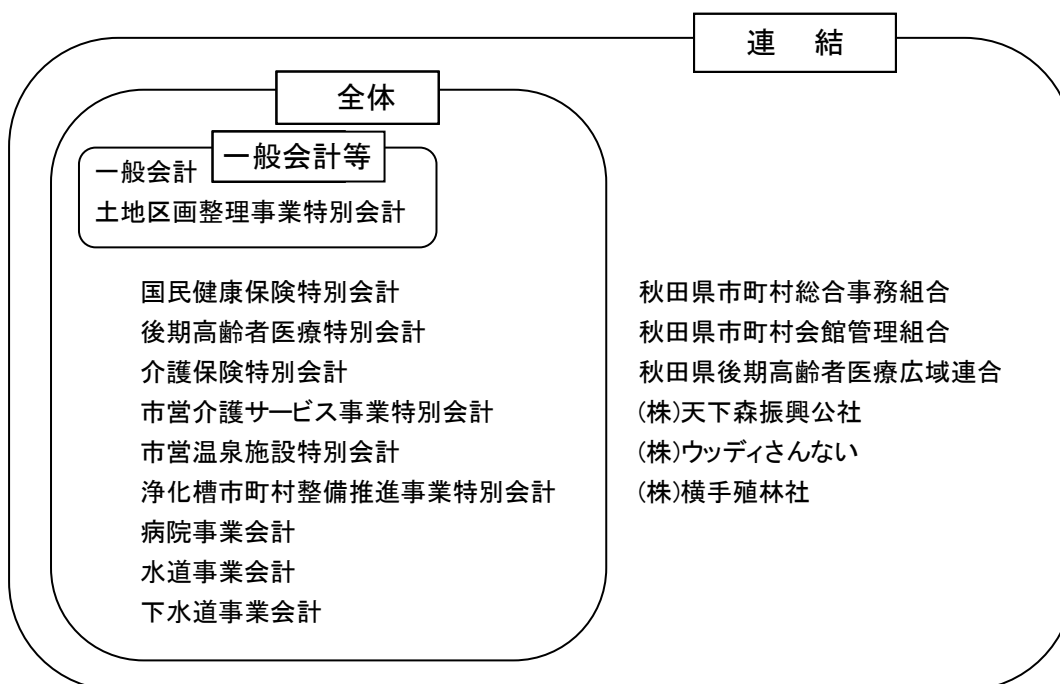 連 結
全体
一般会計等
一般会計
土地区画整理事業特別会計
国民健康保険特別会計
後期高齢者医療特別会計
介護保険特別会計
市営介護サービス事業特別会計
市営温泉施設特別会計
浄化槽市町村整備推進事業特別会計
病院事業会計
水道事業会計
下水道事業会計
秋田県市町村総合事務組合
秋田県市町村会館管理組合
秋田県後期高齢者医療広域連合
(株)天下森振興公社
(株)ウッディさんない
(株)横手殖林社